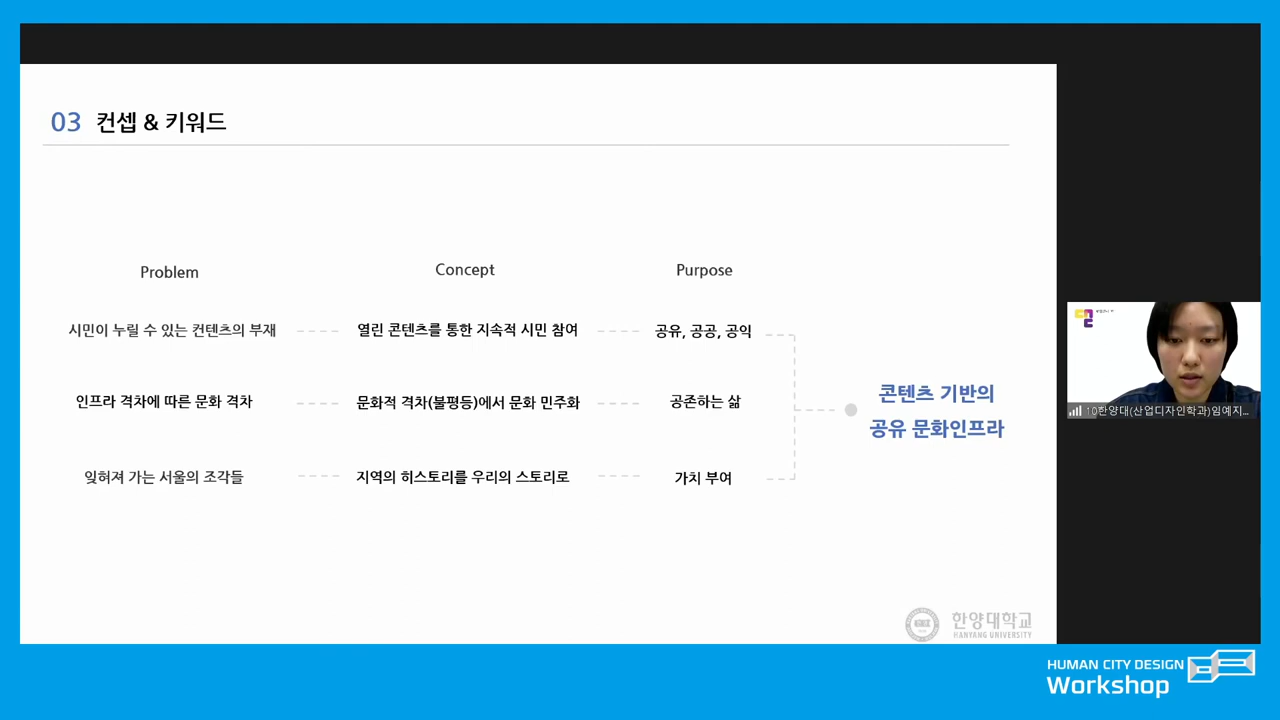 03 컨셉 & 키워드
Problem
Concept
Purpose
시민이 누릴 수 있는 컨텐츠의 부재
열린 콘텐츠를 통한 지속적 시민 참여
공유, 공공, 공익
인프라 격차에 따른 문화 격차
문화적 격차(불평등)에서 문화 민주화
공존하는 삶
잊혀져 가는 서울의 조각들
지역의 히스토리를 우리의 스토리로
가치 부여
콘텐츠 기반의
공유 문화인프라
10한양대(산업디자인학과)임예지...
한양대학교
HANYANG UNIVERSITY
HUMAN CITY DESIGN
Workshop